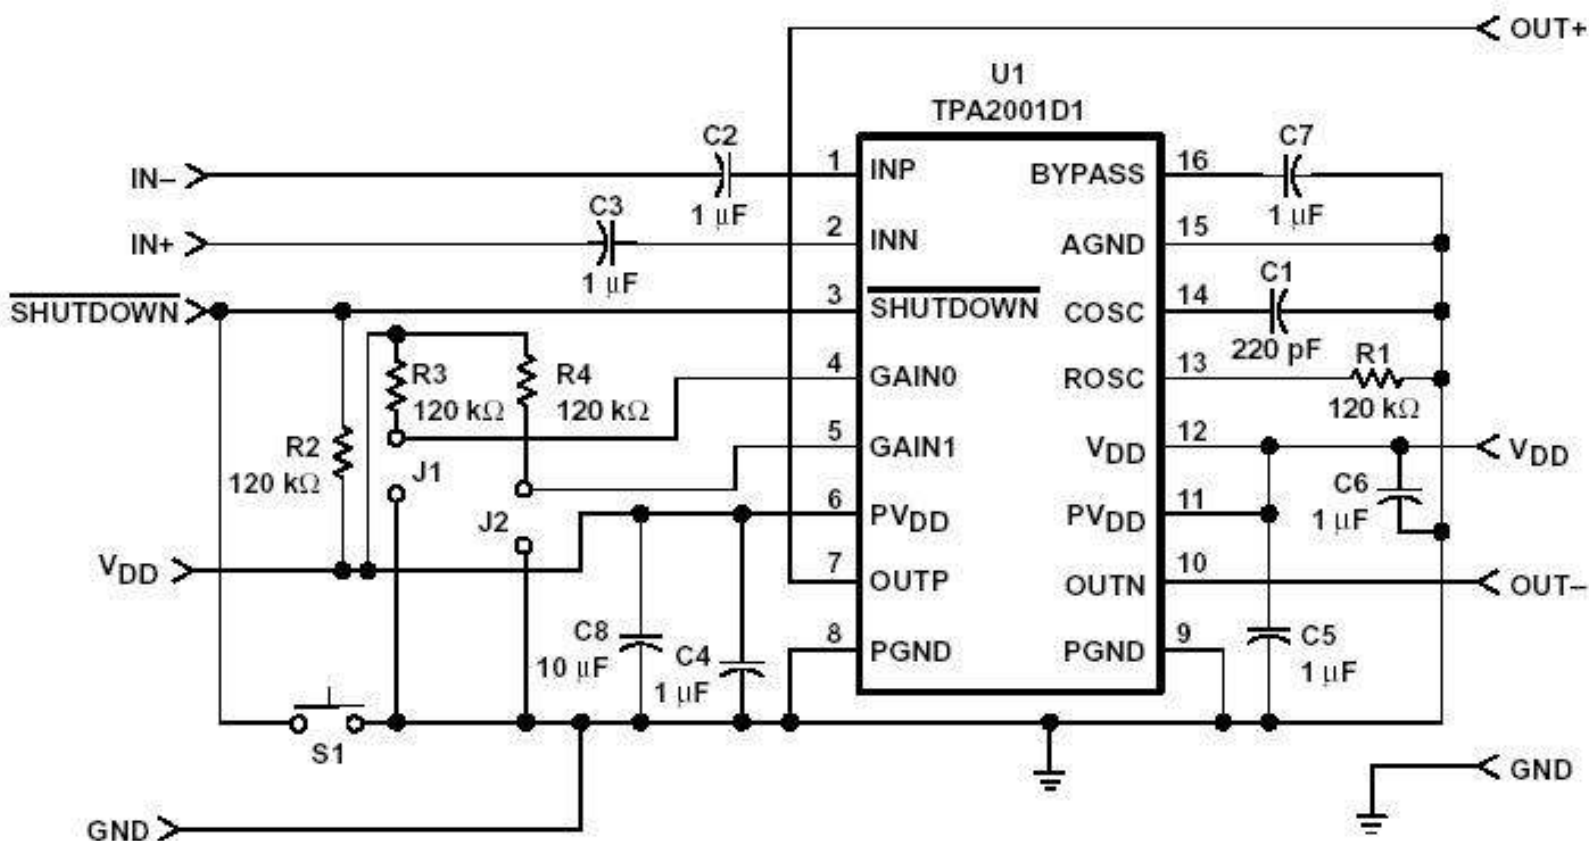 OUT+
U1
TPA2001D1
C2
C7
IN–
1
INP
BYPASS
16
1 µF
1 µF
C3
IN+
2
INN
AGND
15
1 µF
C1
SHUTDOWN
3
SHUTDOWN
COSC
14
220 pF
R3
120 kΩ
R4
120 kΩ
4
GAIN0
ROSC
13
R1
120 kΩ
R2
120 kΩ
J1
5
GAIN1
VDD
12
VDD
J2
6
PVDD
PVDD
11
C6
1 µF
VDD
7
OUTP
OUTN
10
OUT–
C8
10 µF
C4
1 µF
8
PGND
PGND
9
C5
1 µF
S1
GND
GND